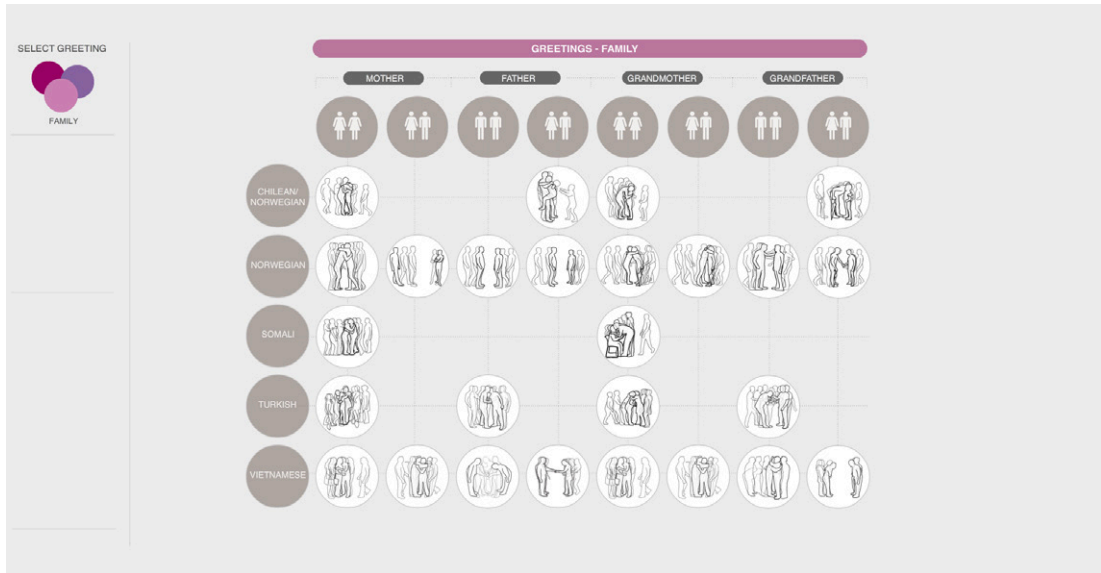 SELECT GREETING
FAMILY
GREETINGS - FAMILY
MOTHER
FATHER
GRANDMOTHER
GRANDFATHER
CHILEAN/
NORWEGIAN
NORWEGIAN
SOMALI
TURKISH
VIETNAMESE